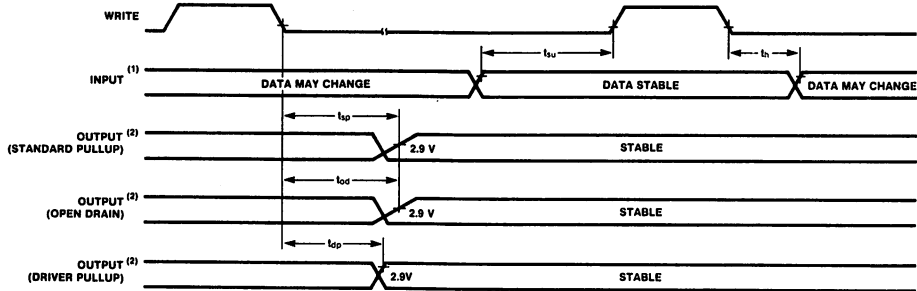 WRITE
tsu
th
INPUT (1)
DATA MAY CHANGE
DATA STABLE
DATA MAY CHANGE
tsp
OUTPUT (2)
(STANDARD PULLUP)
2.9 V
STABLE
tod
OUTPUT (2)
(OPEN DRAIN)
2.9 V
STABLE
tdp
OUTPUT (2)
(DRIVER PULLUP)
2.9V
STABLE